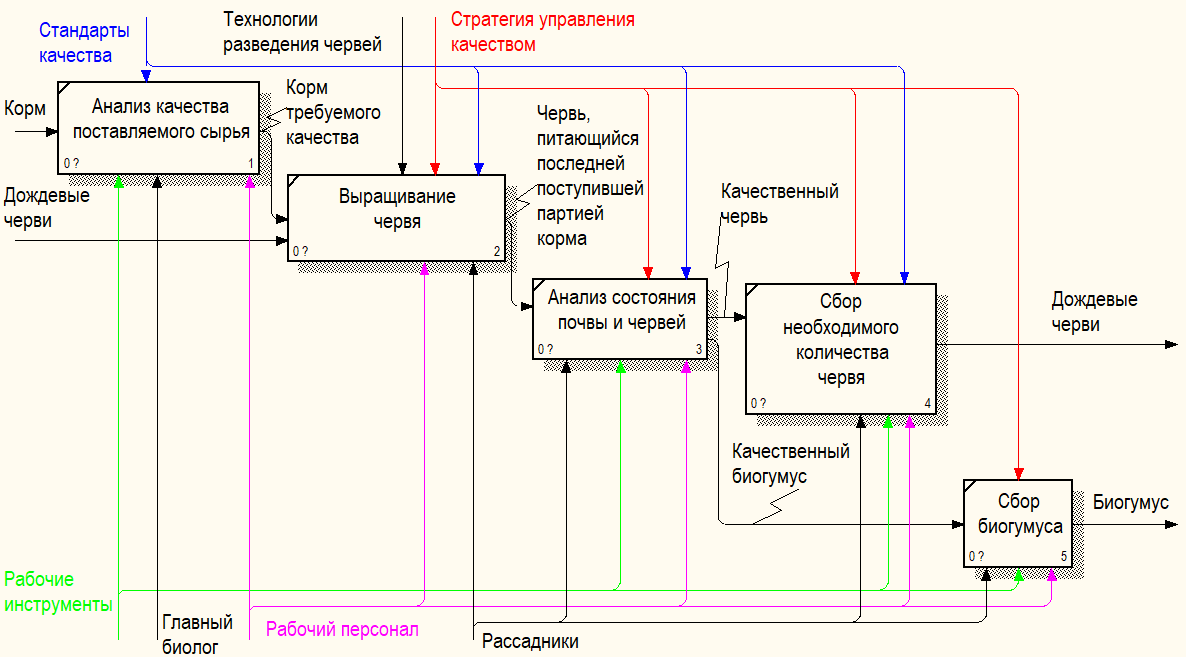 Стандарты
качества
Технологии
разведения червей
Стратегия управления
качеством
Корм
Анализ качества
поставляемого сырья
0 ?
1
Корм
требуемого
качества
Дождевые
черви
Выращивание
червя
0 ?
2
Червь,
питающийся
последней
поступившей
партией
корма
Качественный
червь
Анализ состояния
почвы и червей
0 ?
3
Сбор
необходимого
количества
червя
0 ?
4
Дождевые
черви
Качественный
биогумус
Сбор
биогумуса
0 ?
5
Биогумус
Рабочие
инструменты
Главный
биолог
Рабочий персонал
Рассадники